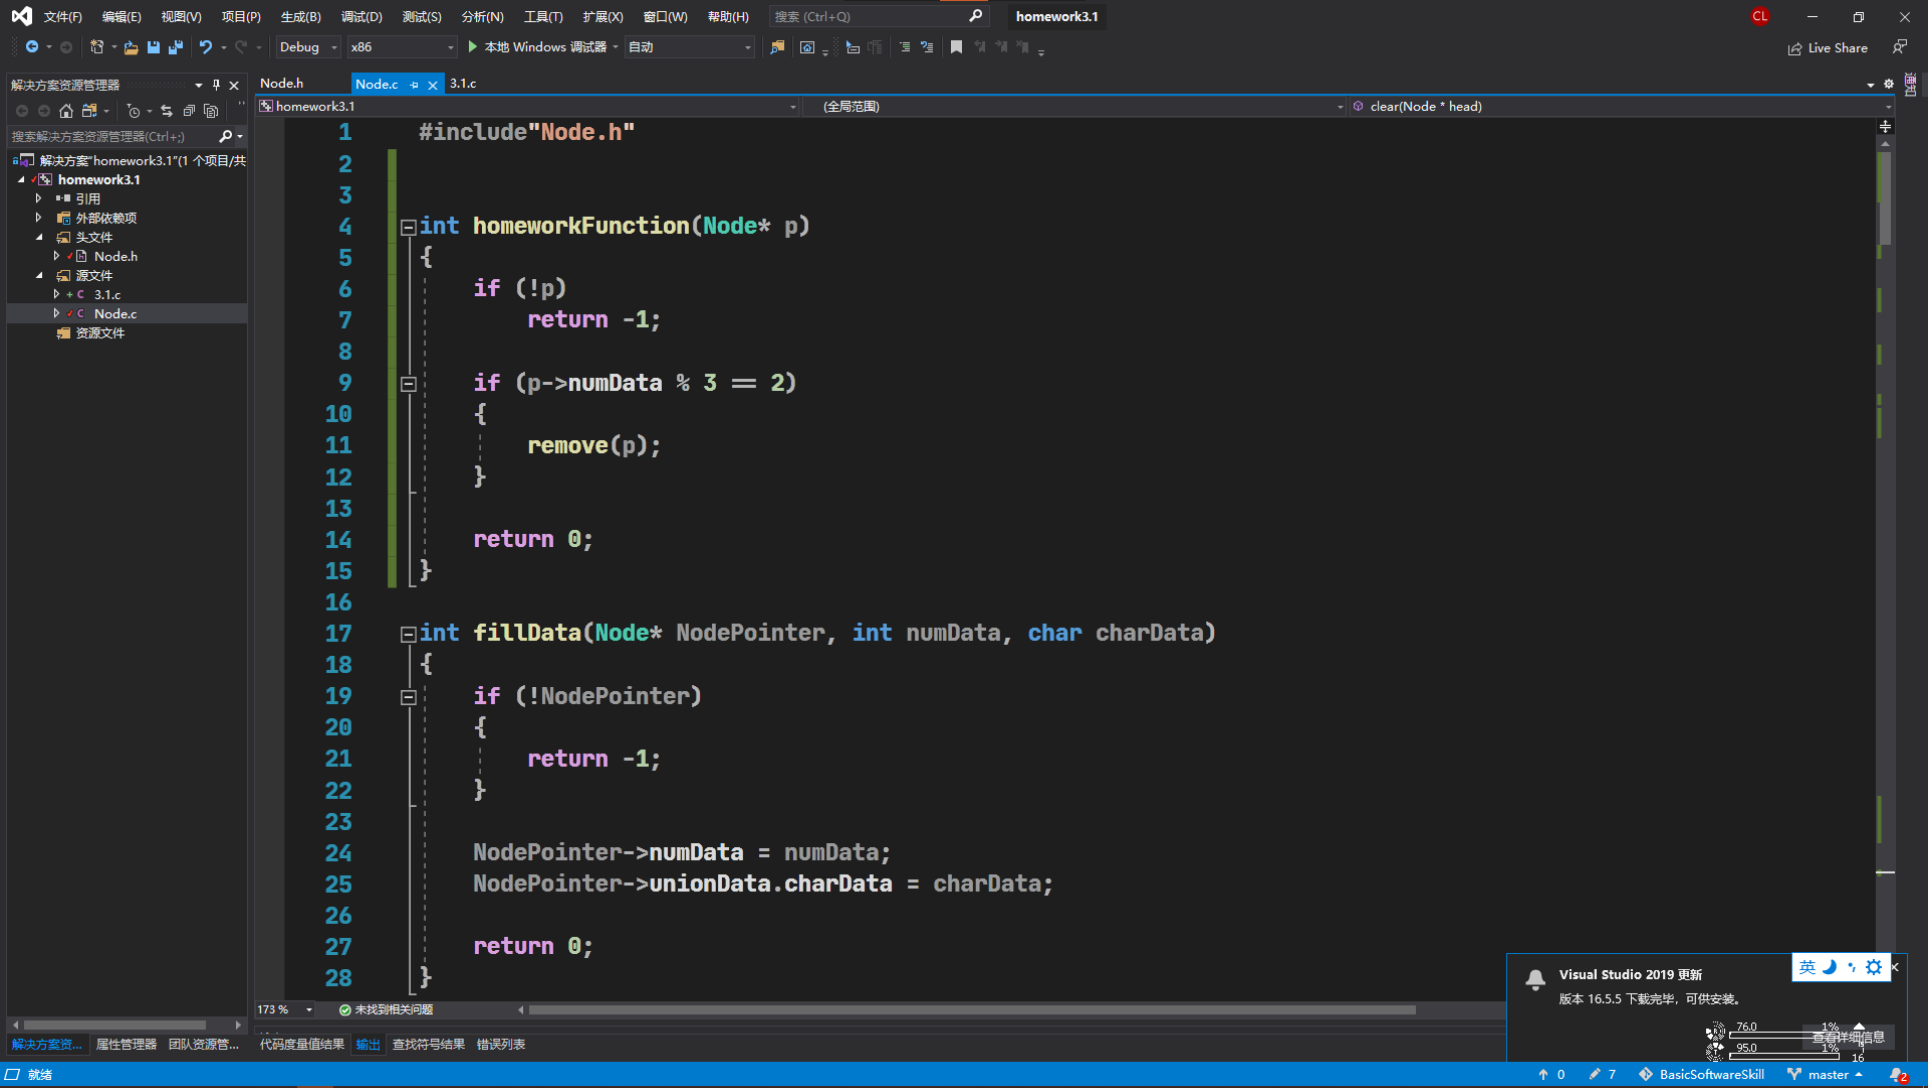 文件(F) 编辑(E) 视图(V) 项目(P) 生成(B) 调试(D) 测试(S) 分析(N) 工具(T) 扩展(X) 窗口(W) 帮助(H) 搜索 (Ctrl+Q) homework3.1 CL
Debug x86 本地 Windows 调试器 自动 Live Share
解决方案资源管理器
搜索解决方案资源管理器(Ctrl+;)
解决方案"homework3.1"(1 个项目/共
homework3.1
引用
外部依赖项
头文件
Node.h
源文件
3.1.c
Node.c
资源文件
Node.h Node.c 3.1.c
homework3.1 (全局范围) clear(Node * head)
1 #include"Node.h"
2
3
4 int homeworkFunction(Node* p)
5 {
6 if (!p)
7 return -1;
8
9 if (p->numData % 3 == 2)
10 {
11 remove(p);
12 }
13
14 return 0;
15 }
16
17 int fillData(Node* NodePointer, int numData, char charData)
18 {
19 if (!NodePointer)
20 {
21 return -1;
22 }
23
24 NodePointer->numData = numData;
25 NodePointer->unionData.charData = charData;
26
27 return 0;
28 }
173 % 未找到相关问题
解决方案资... 属性管理器 团队资源管... 代码度量值结果 输出 查找符号结果 错误列表
Visual Studio 2019 更新
英
版本 16.5.5 下载完毕，可供安装。
查看详细信息
76.0 1%
95.0 1% 16
就绪 0 7 BasicSoftwareSkill master 2